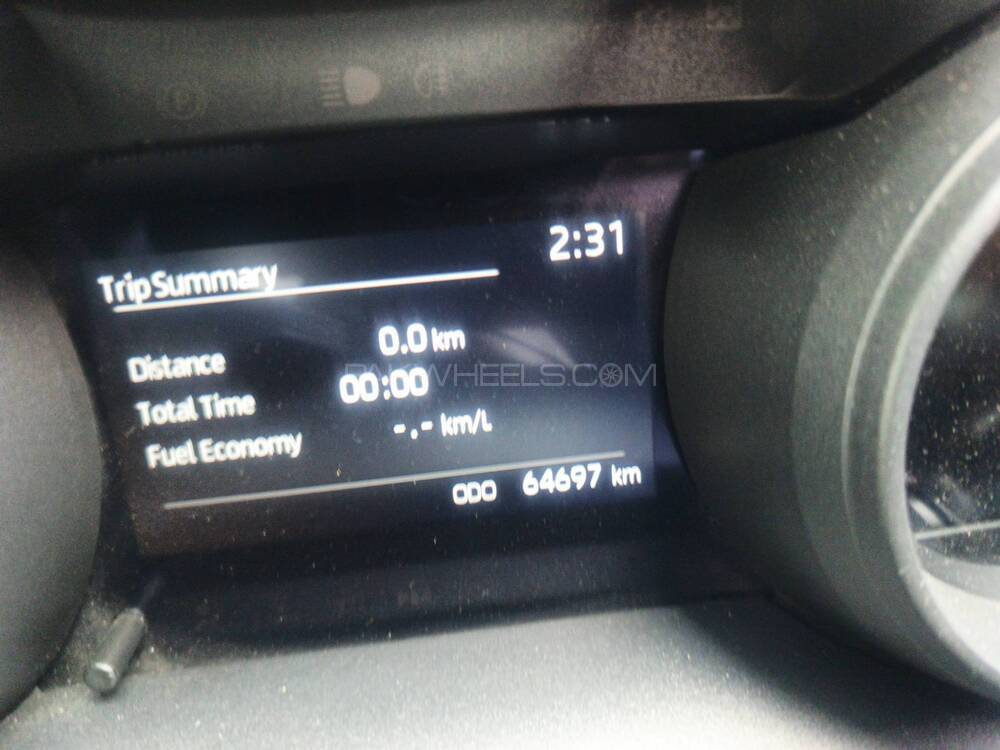 2:31
Trip Summary
Distance 0.0 km
Total Time 00:00
Fuel Economy -.- km/L
ODO 64697 km
PAKWHEELS.COM